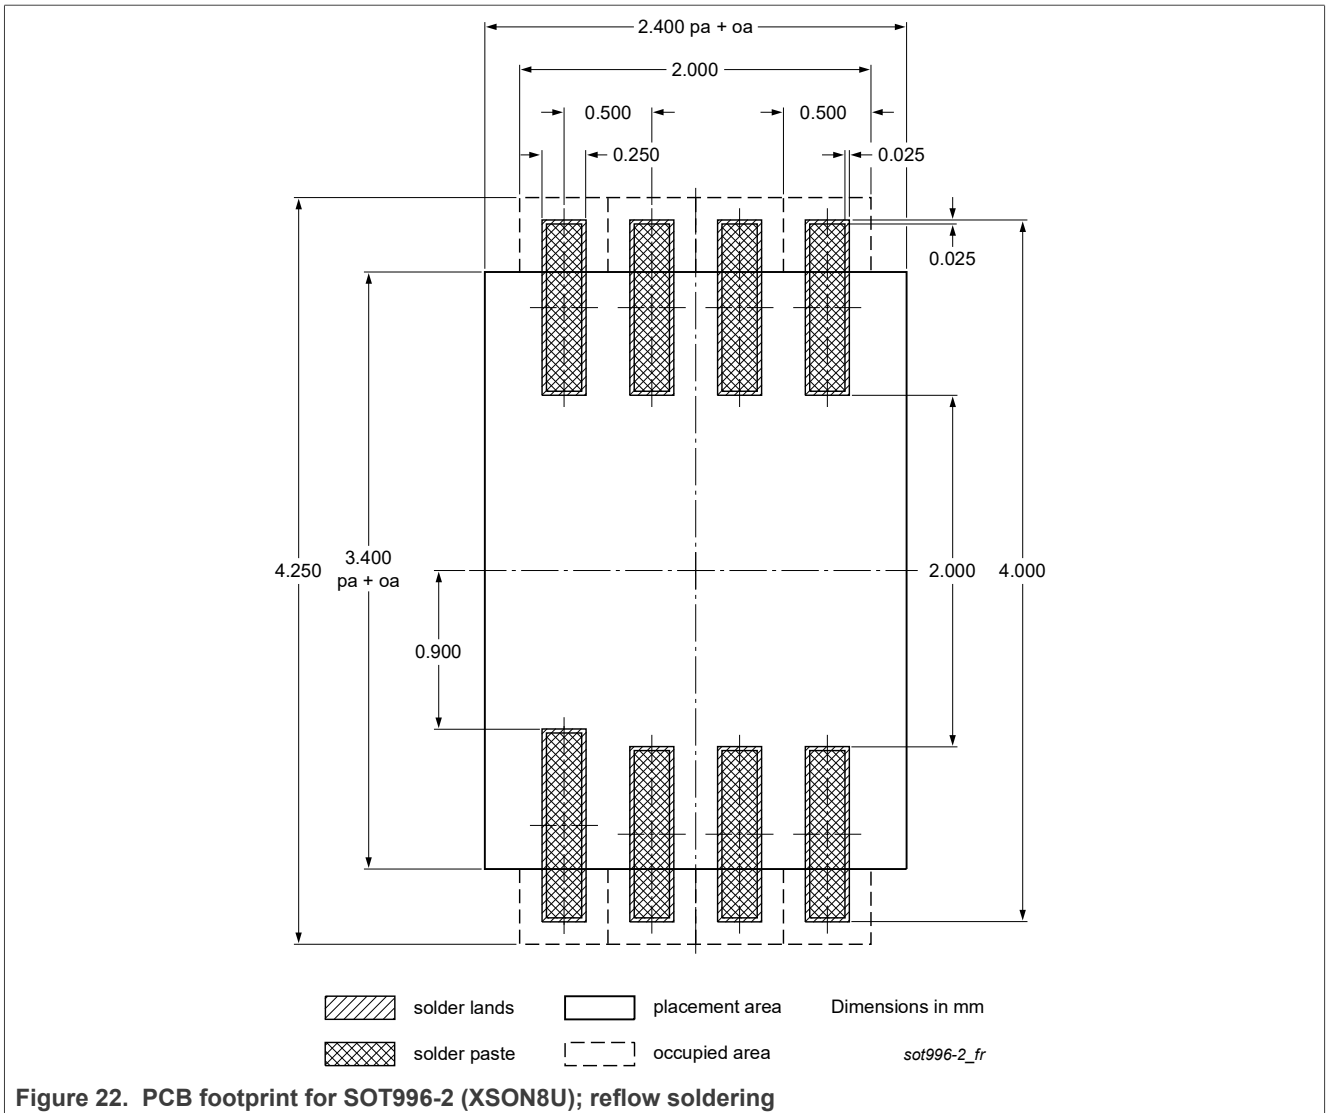 2.400 pa + oa
2.000
0.500
0.500
0.250
0.025
0.025
4.250
3.400
pa + oa
2.000
4.000
0.900
solder lands
placement area
Dimensions in mm
solder paste
occupied area
sot996-2_fr
Figure 22. PCB footprint for SOT996-2 (XSON8U); reflow soldering